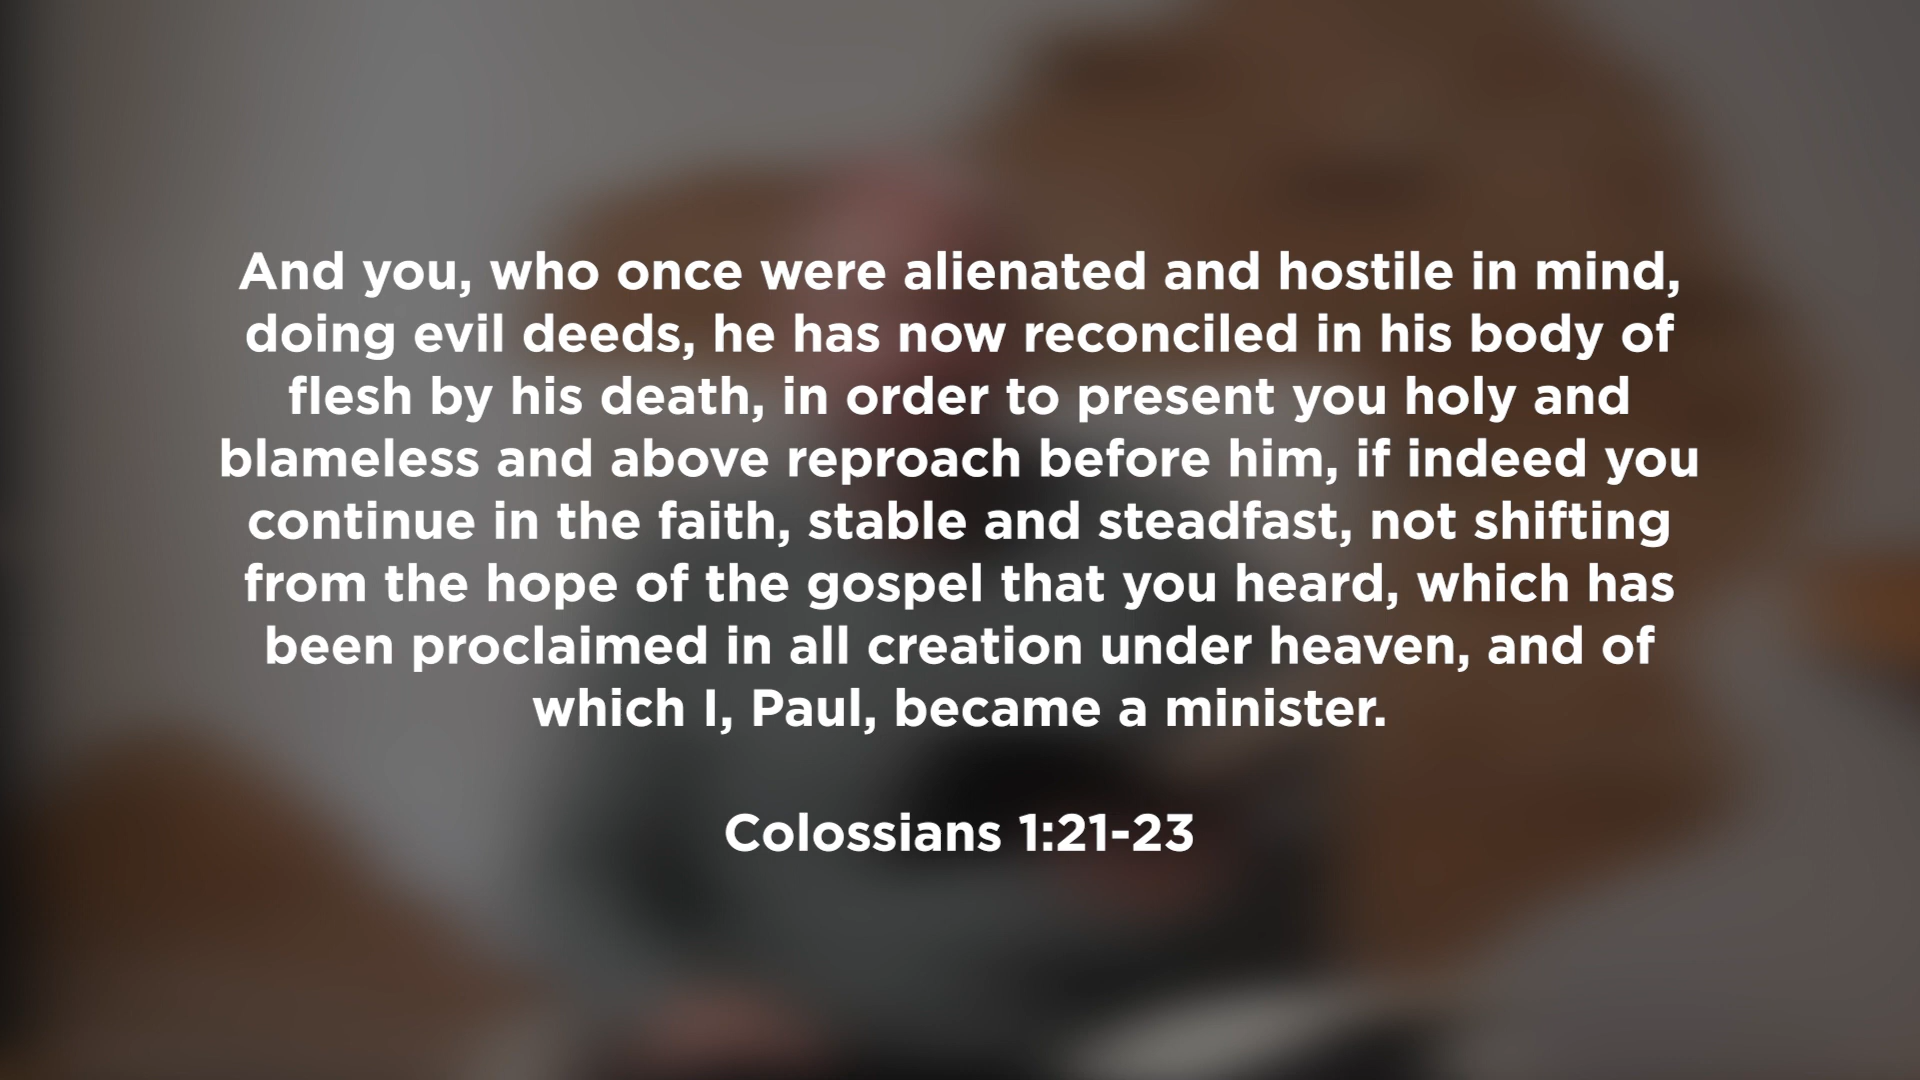 And you, who once were alienated and hostile in mind,
doing evil deeds, he has now reconciled in his body of
flesh by his death, in order to present you holy and
blameless and above reproach before him, if indeed you
continue in the faith, stable and steadfast, not shifting
from the hope of the gospel that you heard, which has
been proclaimed in all creation under heaven, and of
which I, Paul, became a minister.
Colossians 1:21-23